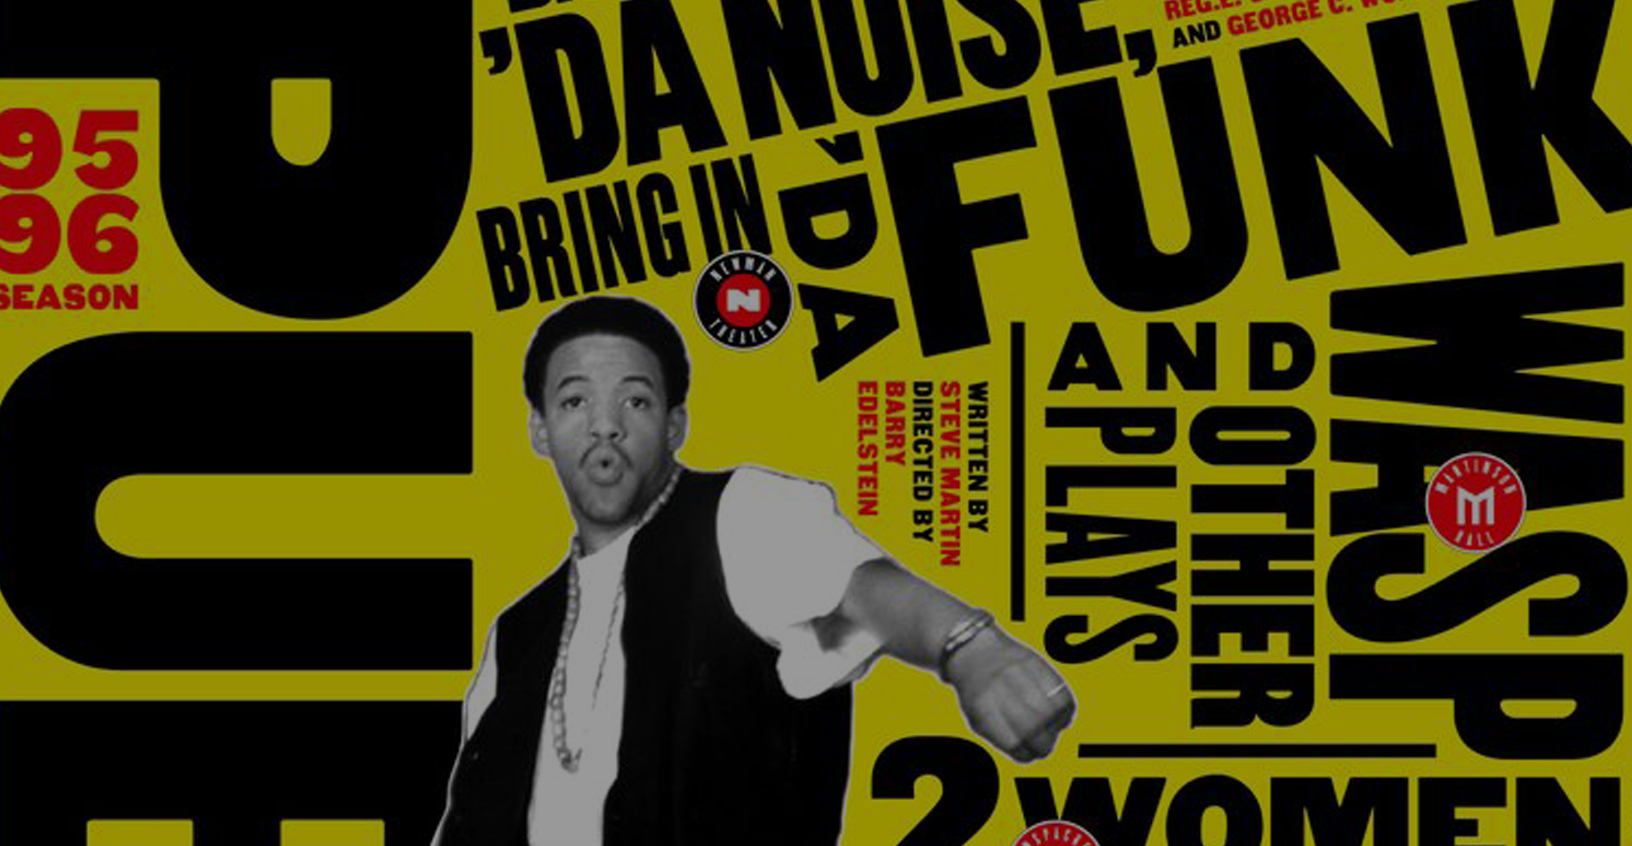 PU
95
96
SEASON
'DA NOISE,
BRING IN
'DA
FUNK
AND GEORGE C.
NEWMAN
N
THEATER
WRITTEN BY
STEVE MARTIN
DIRECTED BY
BARRY
EDELSTEIN
WASP
AND
OTHER
PLAYS
MARTINSON
M
HALL
2 WOMEN